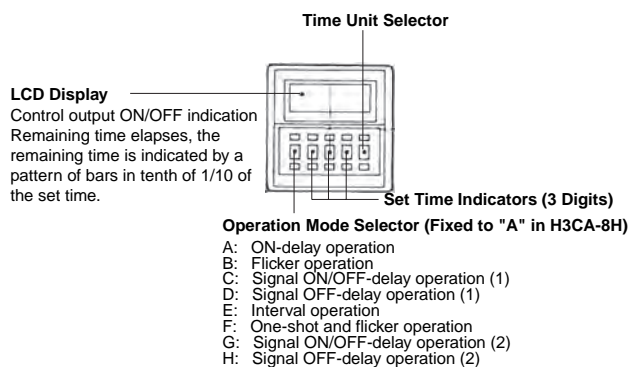 Time Unit Selector
LCD Display
Control output ON/OFF indication
Remaining time elapses, the
remaining time is indicated by a
pattern of bars in tenth of 1/10 of
the set time.
Set Time Indicators (3 Digits)
Operation Mode Selector (Fixed to "A" in H3CA-8H)
A: ON-delay operation
B: Flicker operation
C: Signal ON/OFF-delay operation (1)
D: Signal OFF-delay operation (1)
E: Interval operation
F: One-shot and flicker operation
G: Signal ON/OFF-delay operation (2)
H: Signal OFF-delay operation (2)